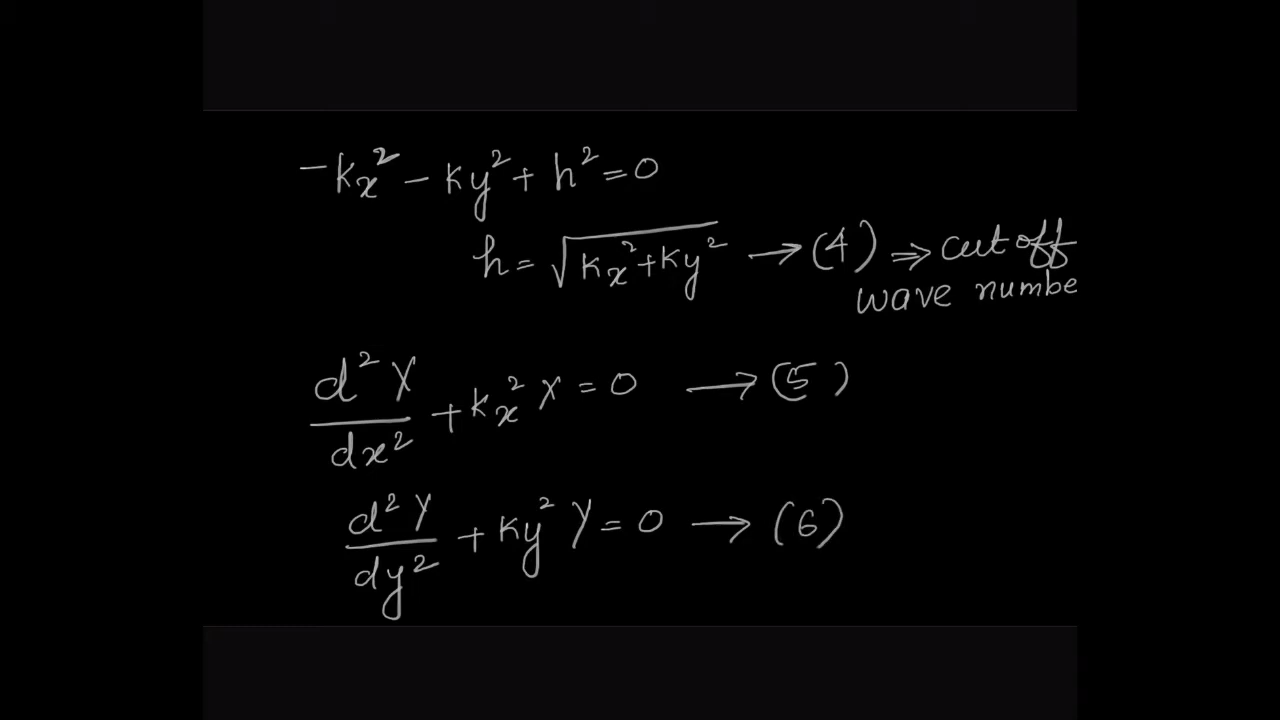 -kx² - ky² + h² = 0
h = √(kx² + ky²) → (4) ⇒ cut off
wave numbe
d²X/dx² + kx² X = 0 → (5)
d²Y/dy² + ky² Y = 0 → (6)